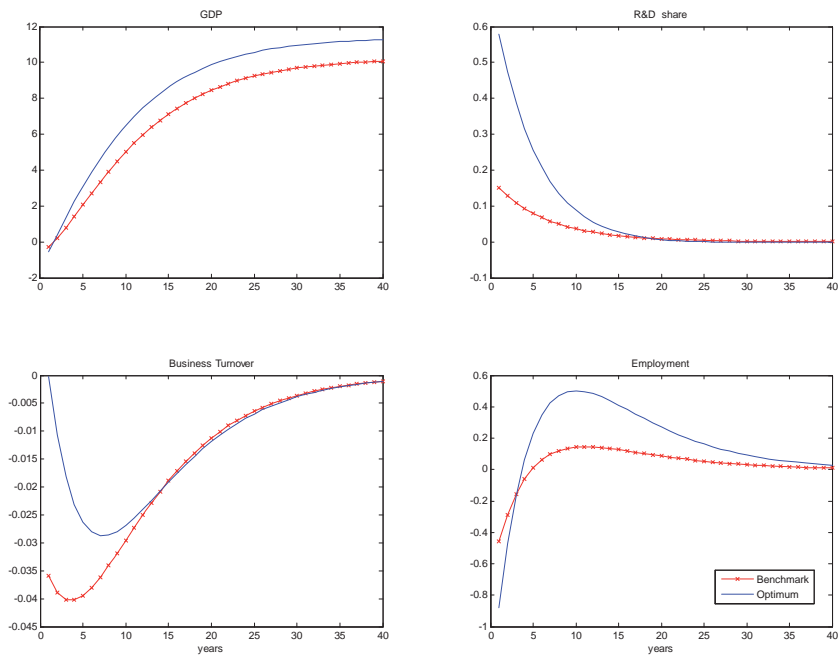 GDP
12
10
8
6
4
2
0
-2
0 5 10 15 20 25 30 35 40
R&D share
0.6
0.5
0.4
0.3
0.2
0.1
0
-0.1
0 5 10 15 20 25 30 35 40
Business Turnover
0
-0.005
-0.01
-0.015
-0.02
-0.025
-0.03
-0.035
-0.04
-0.045
0 5 10 15 20 25 30 35 40
years
Employment
0.6
0.4
0.2
0
-0.2
-0.4
-0.6
-0.8
-1
0 5 10 15 20 25 30 35 40
years
Benchmark
Optimum